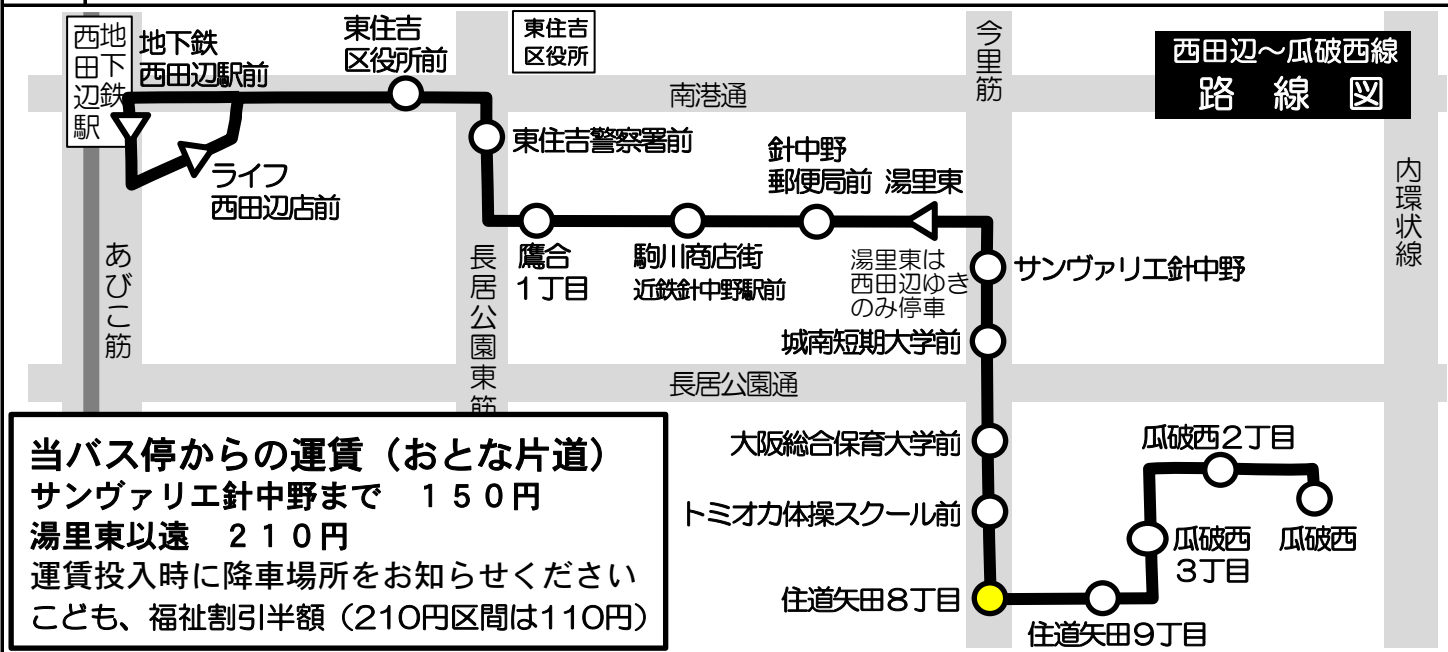 地下鉄
西田辺駅
地下鉄
西田辺駅前
東住吉
区役所前
東住吉
区役所
今里筋
西田辺～瓜破西線
路線図
南港通
東住吉警察署前
針中野
郵便局前
湯里東
内環状線
ライフ
西田辺店前
あびこ筋
長居公園東筋
鷹合
1丁目
駒川商店街
近鉄針中野駅前
湯里東は
西田辺ゆき
のみ停車
サンヴァリエ針中野
城南短期大学前
長居公園通
大阪総合保育大学前
瓜破西2丁目
トミオカ体操スクール前
瓜破西
3丁目
瓜破西
住道矢田8丁目
住道矢田9丁目
当バス停からの運賃（おとな片道）
サンヴァリエ針中野まで　１５０円
湯里東以遠　２１０円
運賃投入時に降車場所をお知らせください
こども、福祉割引半額（210円区間は110円）